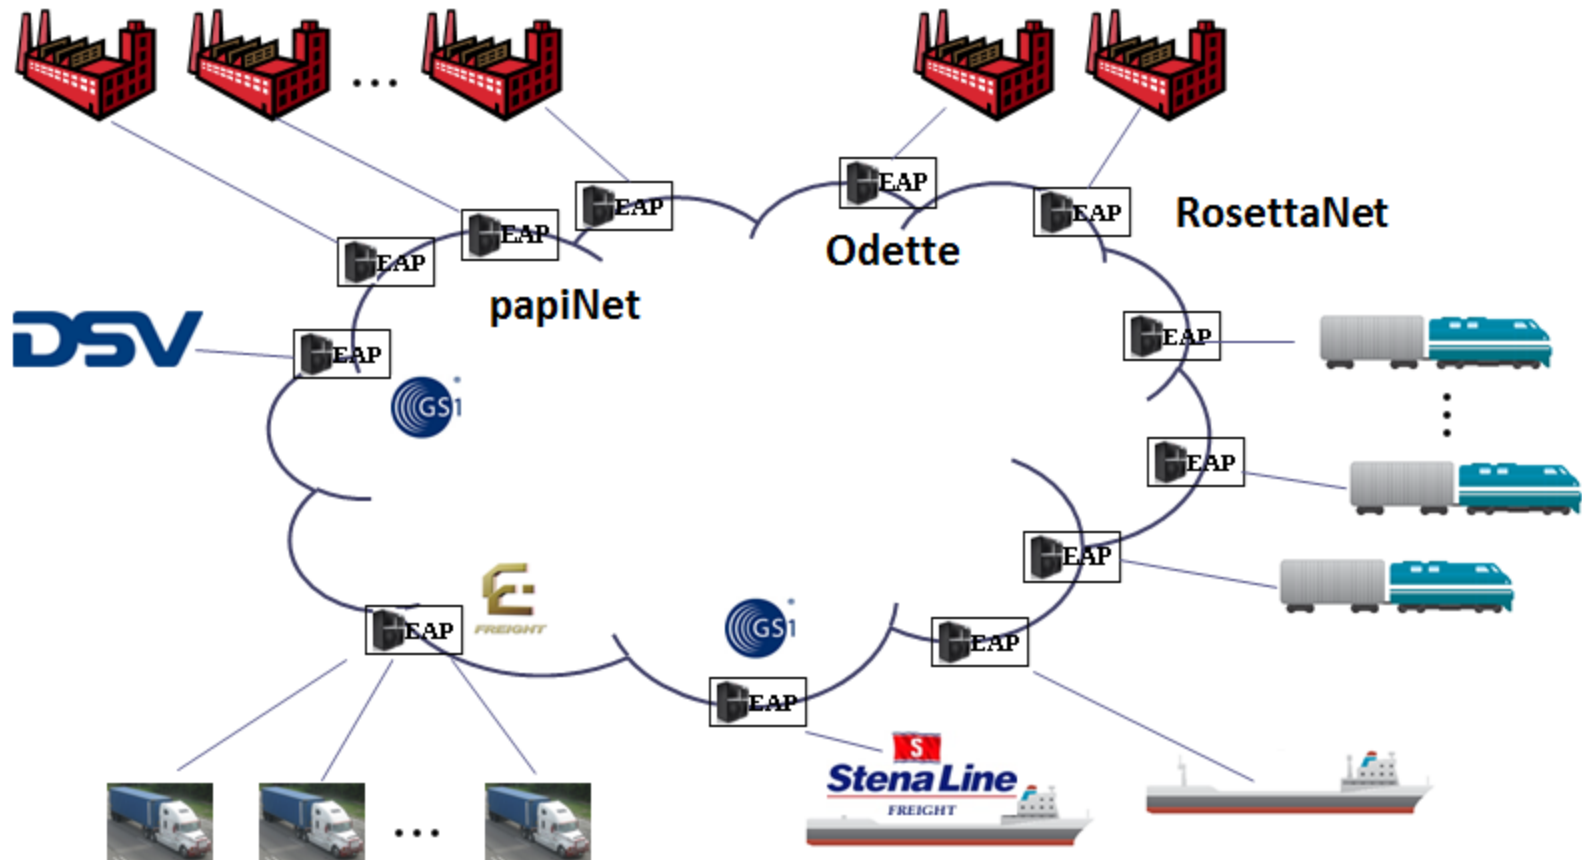 EAP
EAP
EAP
EAP
EAP
RosettaNet
Odette
papiNet
DSV
EAP
EAP
GS1
EAP
EAP
E
FREIGHT
EAP
GS1
EAP
EAP
S
Stena Line
FREIGHT